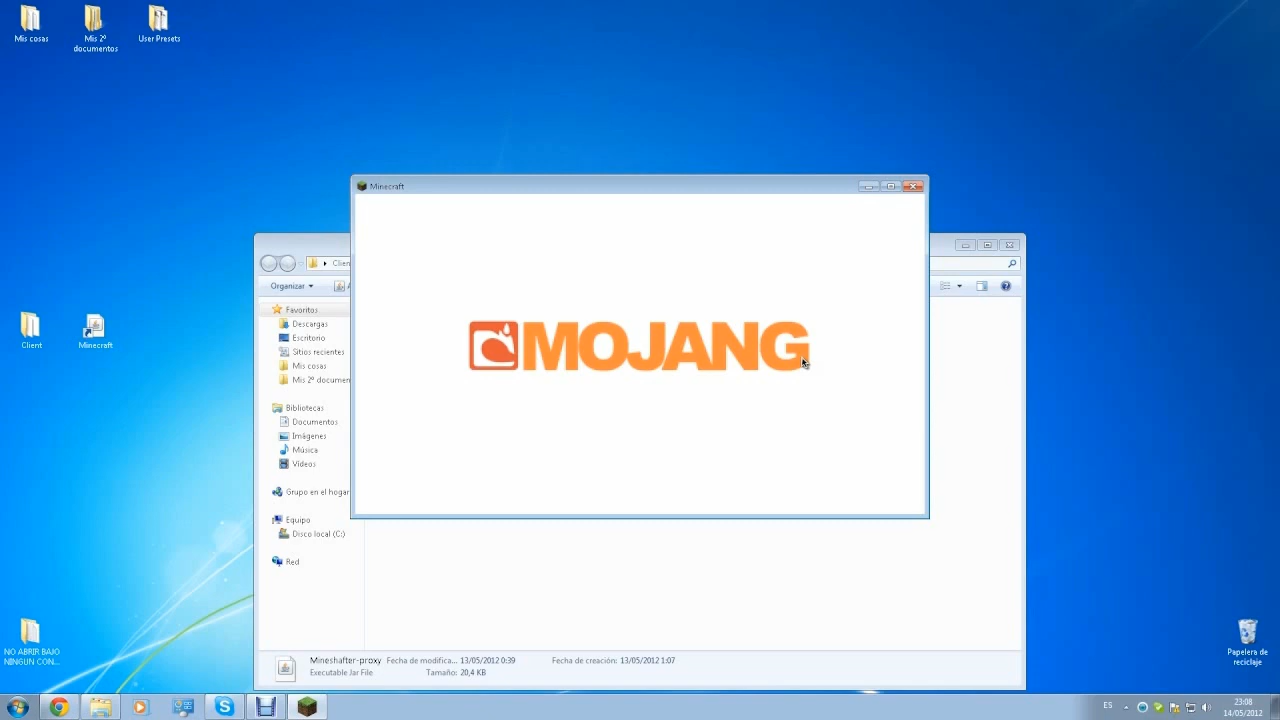 Mis cosas
Mis 2º
documentos
User Presets
Minecraft
MOJANG
Client
Minecraft
Organizar
Favoritos
Descargas
Escritorio
Sitios recientes
Mis cosas
Mis 2º documen
Bibliotecas
Documentos
Imágenes
Música
Vídeos
Grupo en el hogar
Equipo
Disco local (C:)
Red
NO ABRIR BAJO
NINGUN CON...
Papelera de
reciclaje
Mineshafter-proxy Fecha de modifica... 13/05/2012 0:39 Fecha de creación: 13/05/2012 1:07
Executable Jar File Tamaño: 20,4 KB
ES
23:08
14/05/2012